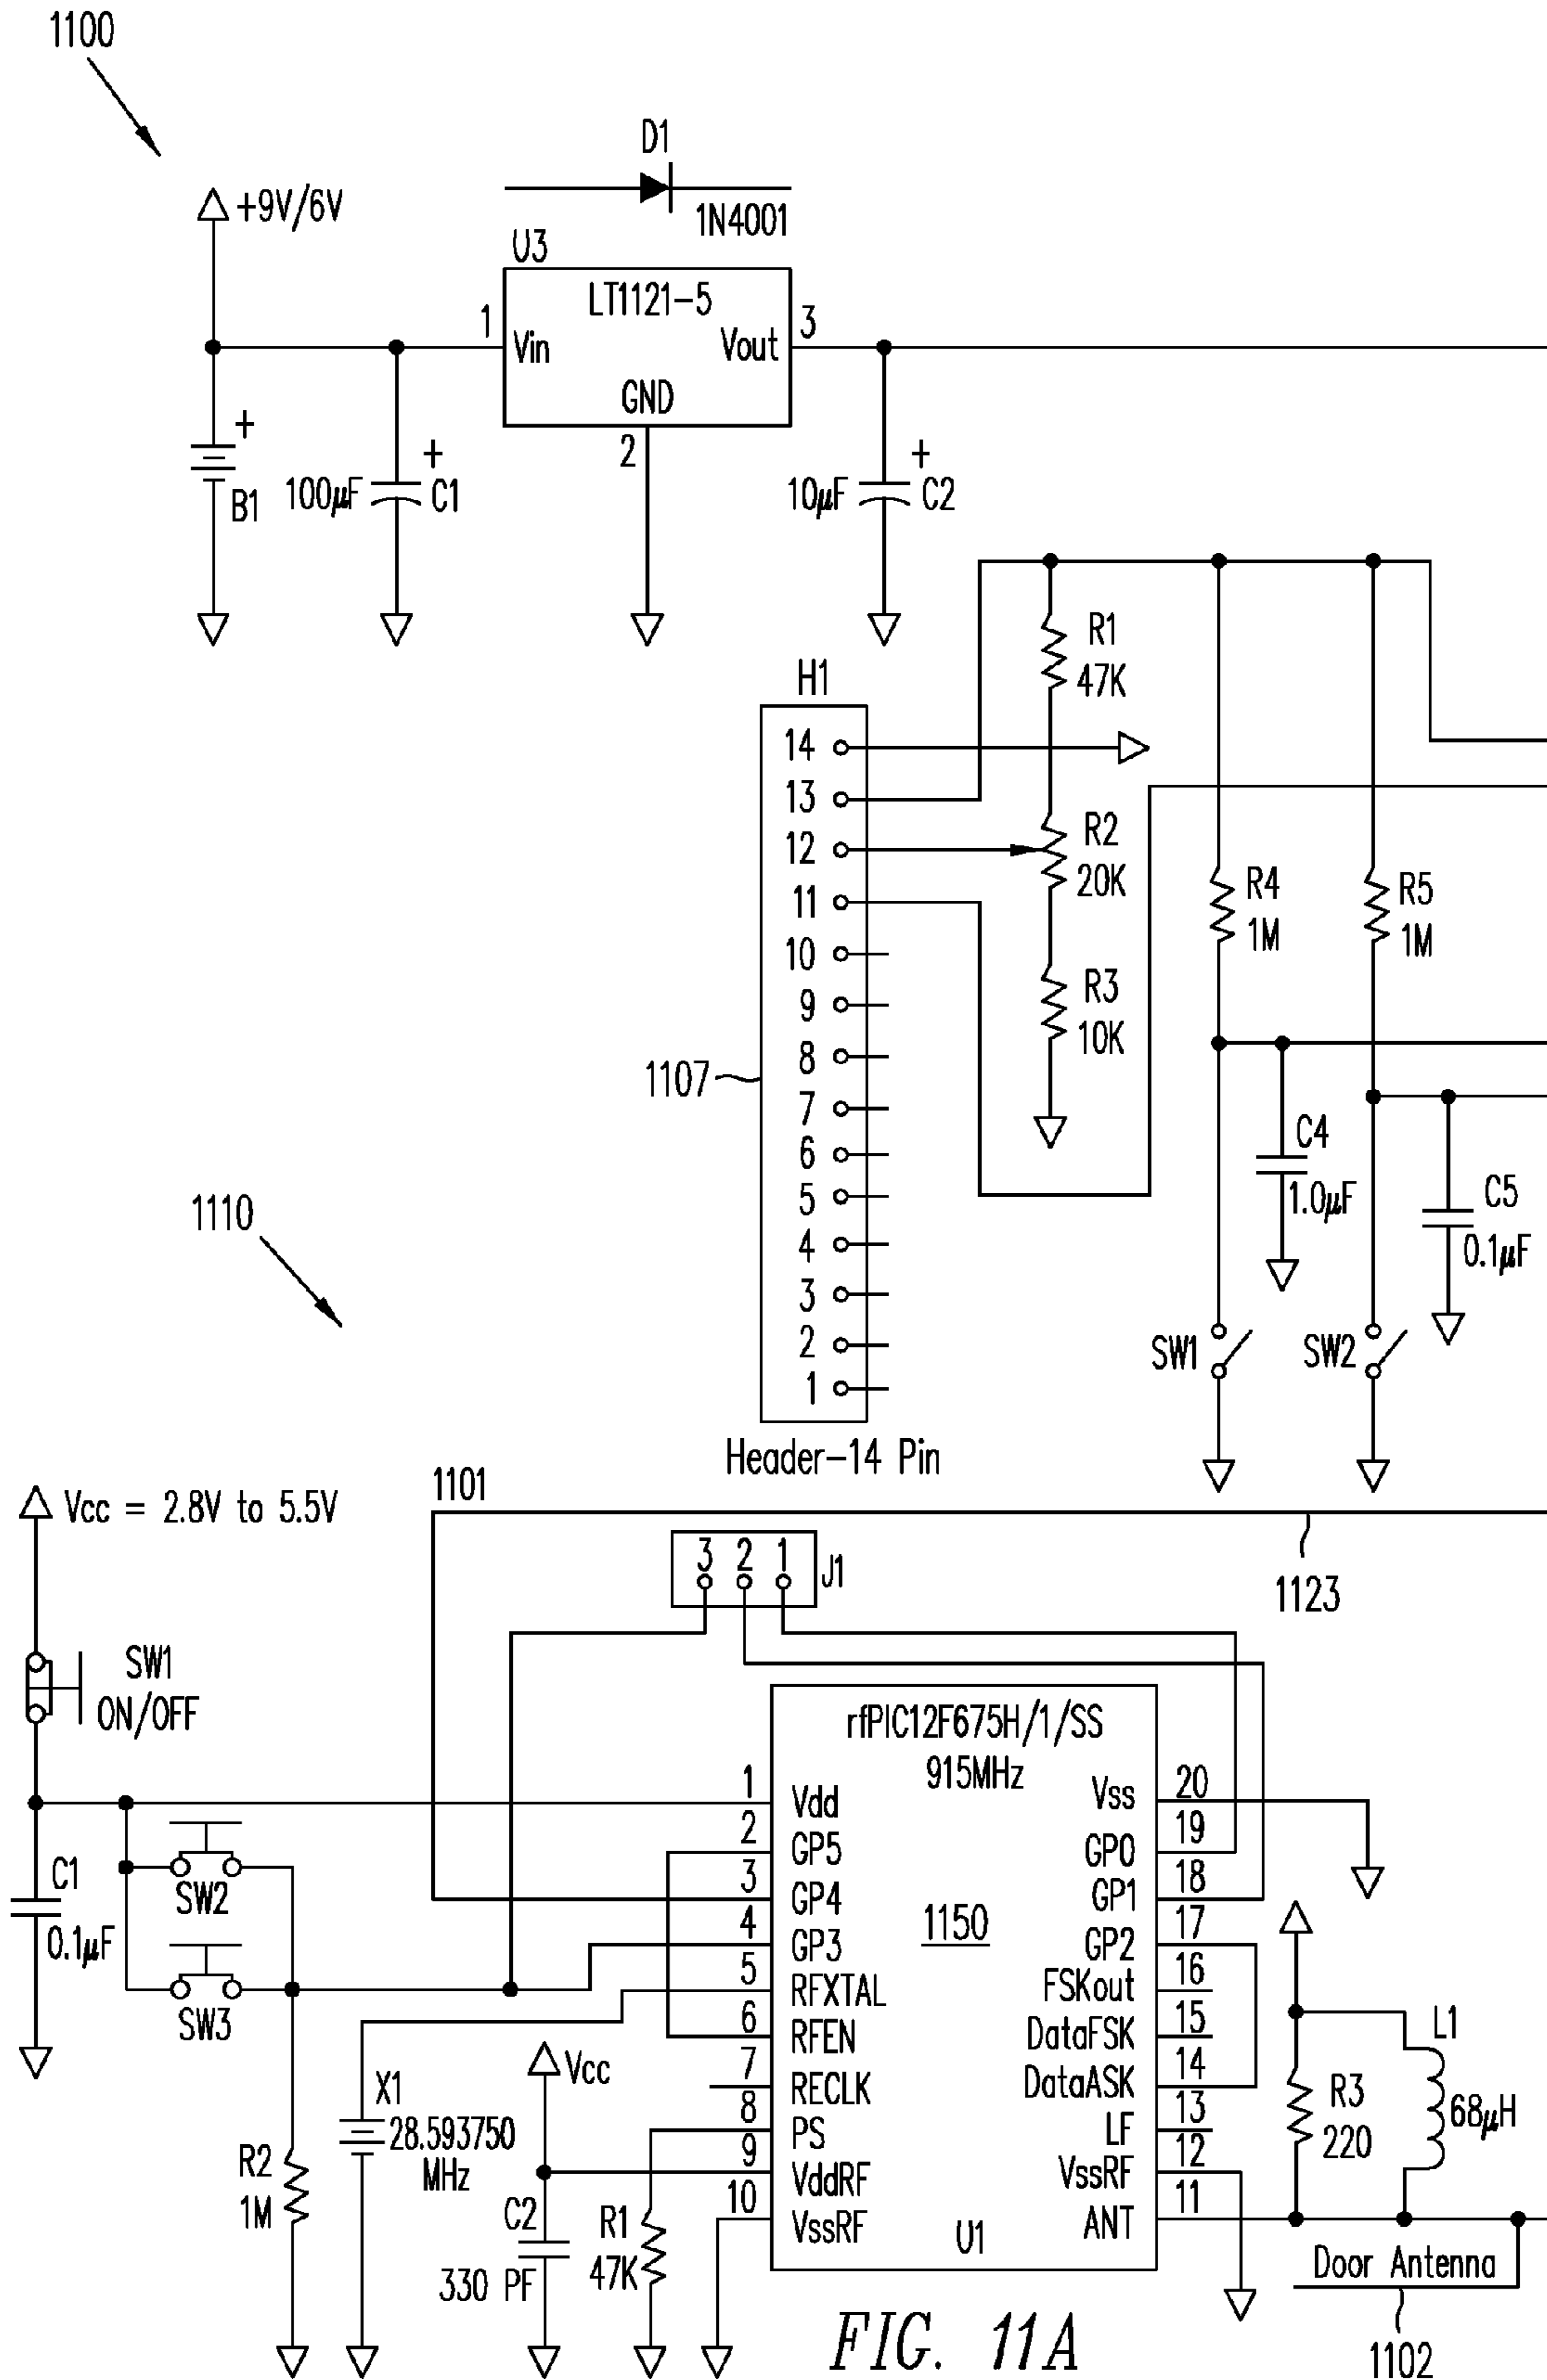 1100
D1
1N4001
+9V/6V
U3
LT1121-5
1
Vin
Vout
3
GND
2
+
B1
100μF
+
C1
10μF
+
C2
H1
14
13
12
11
10
9
8
7
6
5
4
3
2
1
Header-14 Pin
1107
R1
47K
R2
20K
R3
10K
R4
1M
R5
1M
C4
1.0μF
C5
0.1μF
SW1
SW2
1110
1101
1123
Vcc = 2.8V to 5.5V
3 2 1
J1
SW1
ON/OFF
C1
0.1μF
SW2
SW3
R2
1M
X1
28.593750
MHz
Vcc
C2
330 PF
R1
47K
rfPIC12F675H/1/SS
915MHz
1150
U1
1 Vdd
2 GP5
3 GP4
4 GP3
5 RFXTAL
6 RFEN
7 RECLK
8 PS
9 VddRF
10 VssRF
Vss 20
GP0 19
GP1 18
GP2 17
FSKout 16
DataFSK 15
DataASK 14
LF 13
VssRF 12
ANT 11
R3
220
L1
68μH
Door Antenna
1102
FIG. 11A